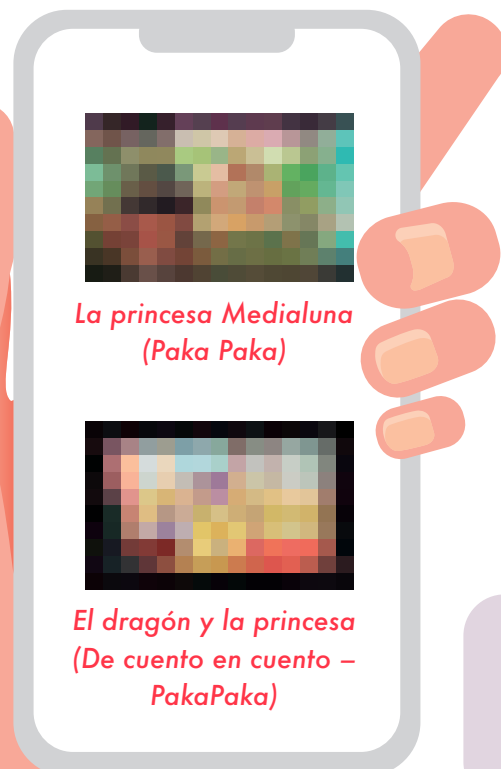 La princesa Medialuna
(Paka Paka)
El dragón y la princesa
(De cuento en cuento –
PakaPaka)